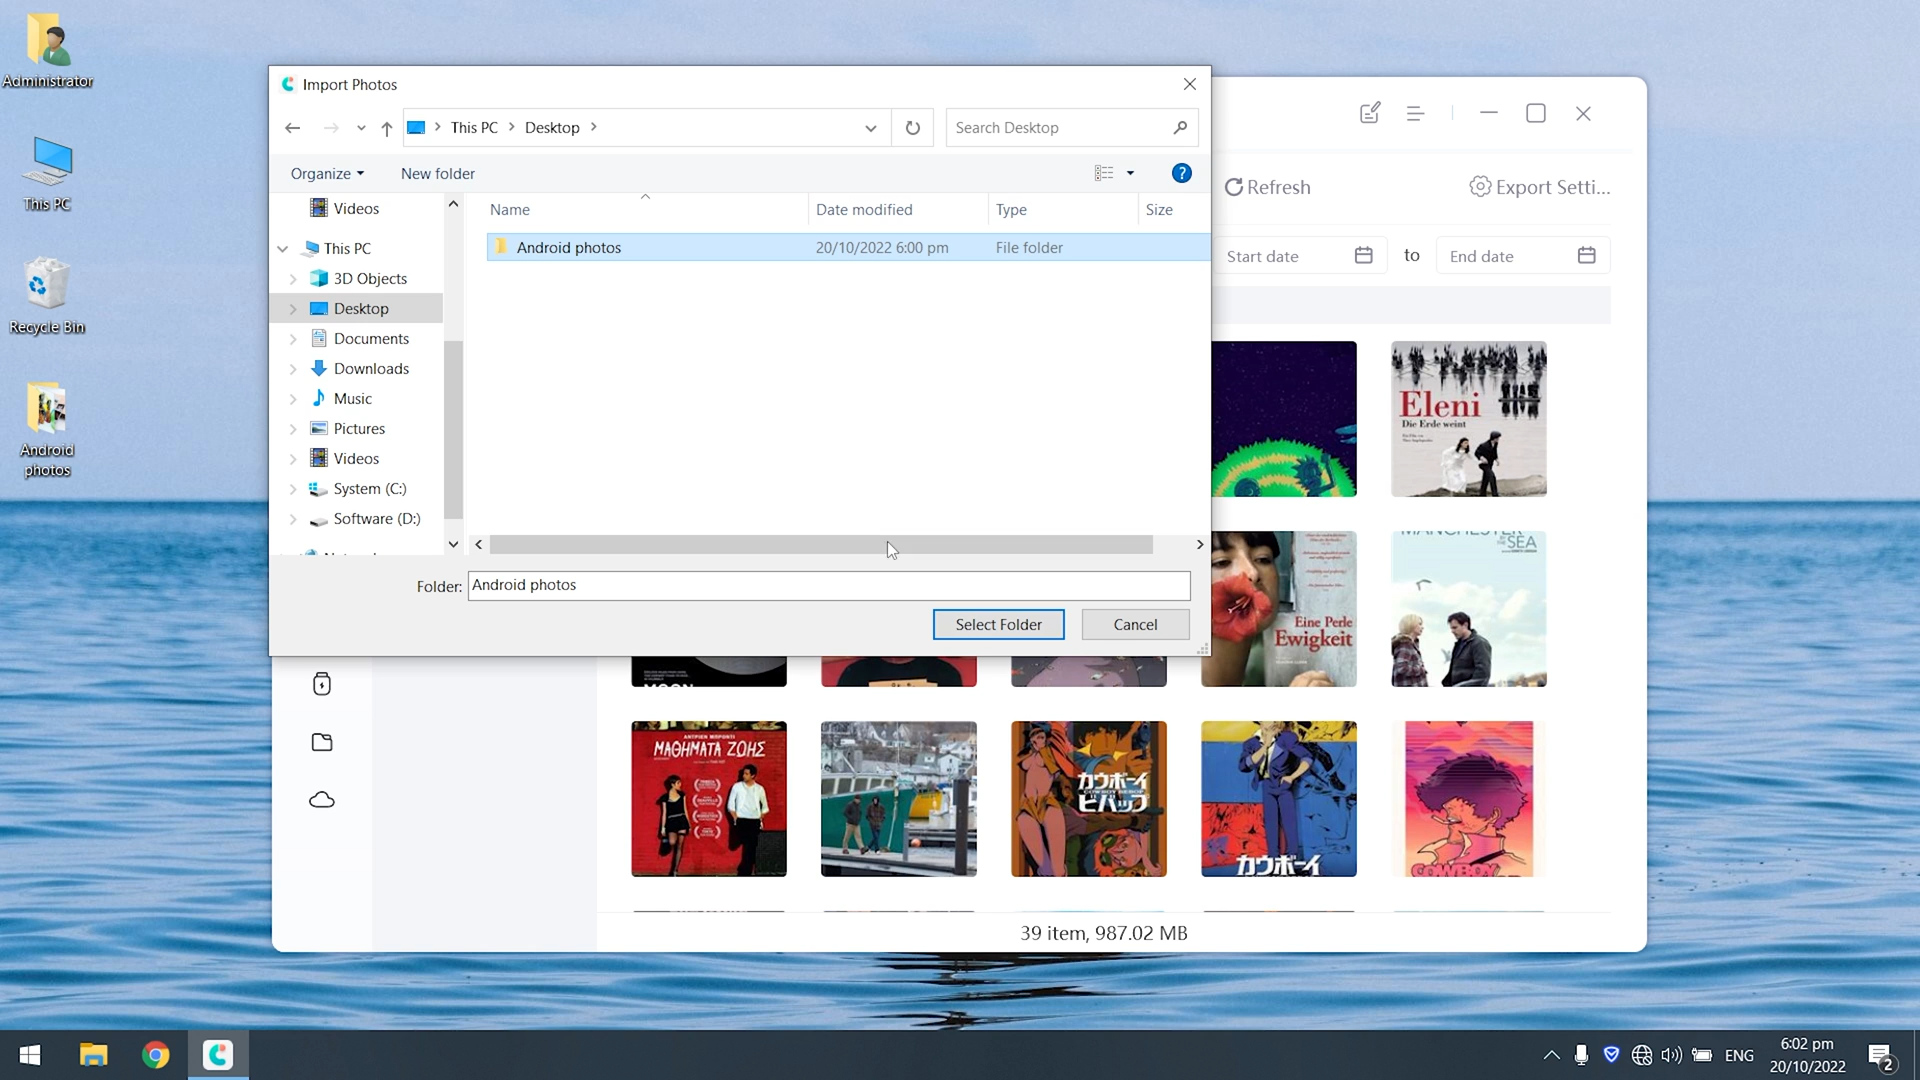 Administrator
This PC
Recycle Bin
Android
photos
Import Photos
This PC
Desktop
Search Desktop
Organize
New folder
?
Name
Date modified
Type
Size
Videos
This PC
3D Objects
Desktop
Documents
Downloads
Music
Pictures
Videos
System (C:)
Software (D:)
Android photos
20/10/2022 6:00 pm
File folder
Folder:
Android photos
Select Folder
Cancel
Refresh
Export Setti...
Start date
to
End date
Eleni
Die Erde weint
Eine Perle
Ewigkeit
SEA
ΑΝΤΡΙΕΝ ΜΠΡΟΝΤΙ
ΜΑΘΗΜΑΤΑ ΖΩΗΣ
カウボーイ
COWBOY BEBOP
ビバップ
カウボーイ
39 item, 987.02 MB
ENG
6:02 pm
20/10/2022
2